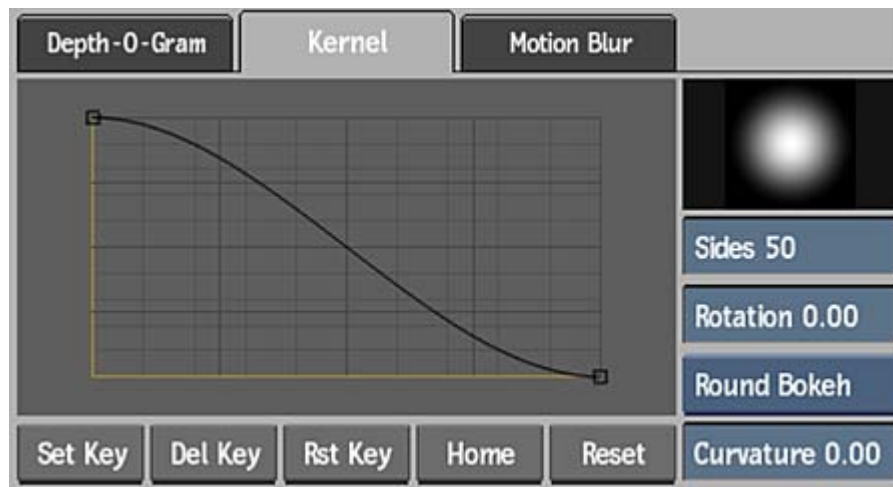 Depth-O-Gram Kernel Motion Blur
Sides 50
Rotation 0.00
Round Bokeh
Set Key Del Key Rst Key Home Reset Curvature 0.00